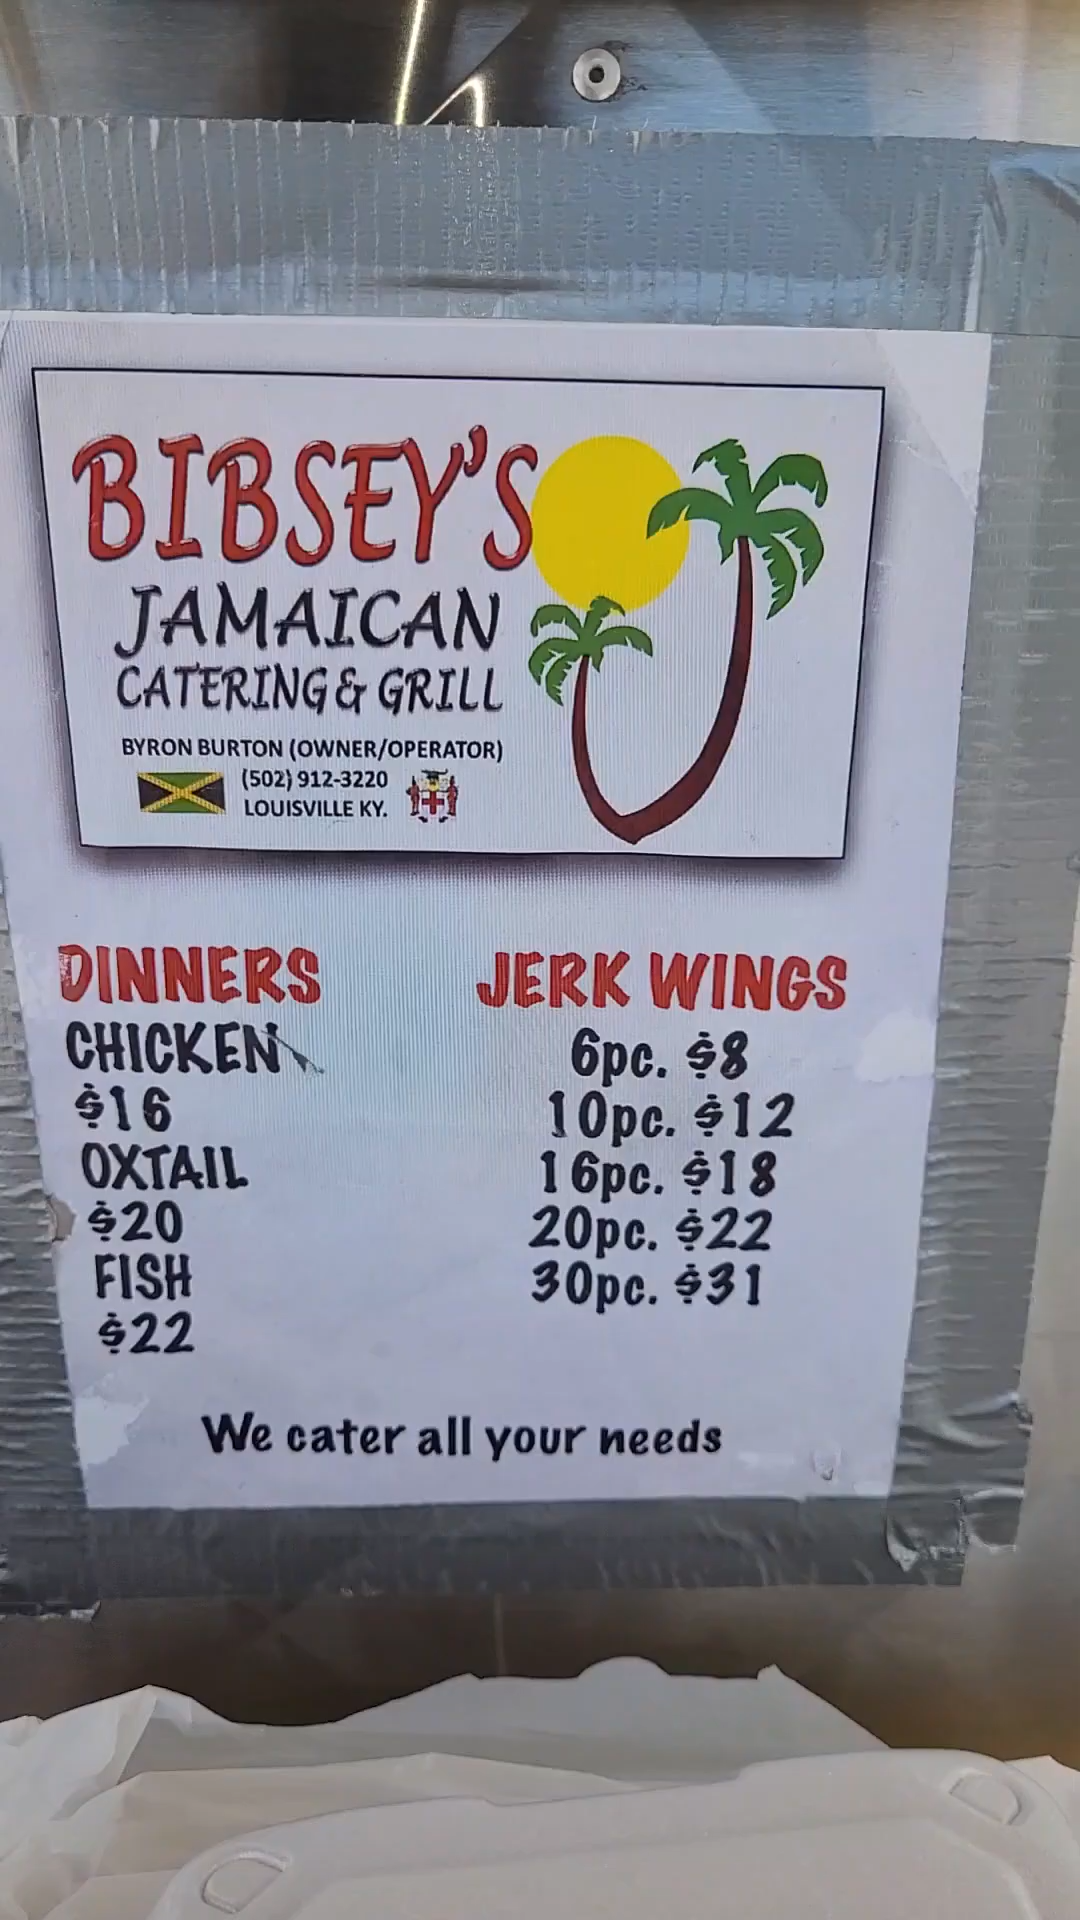 BIBSEY'S
JAMAICAN
CATERING & GRILL
BYRON BURTON (OWNER/OPERATOR)
(502) 912-3220
LOUISVILLE KY.
DINNERS
CHICKEN
$16
OXTAIL
$20
FISH
$22
JERK WINGS
6pc. $8
10pc. $12
16pc. $18
20pc. $22
30pc. $31
We cater all your needs